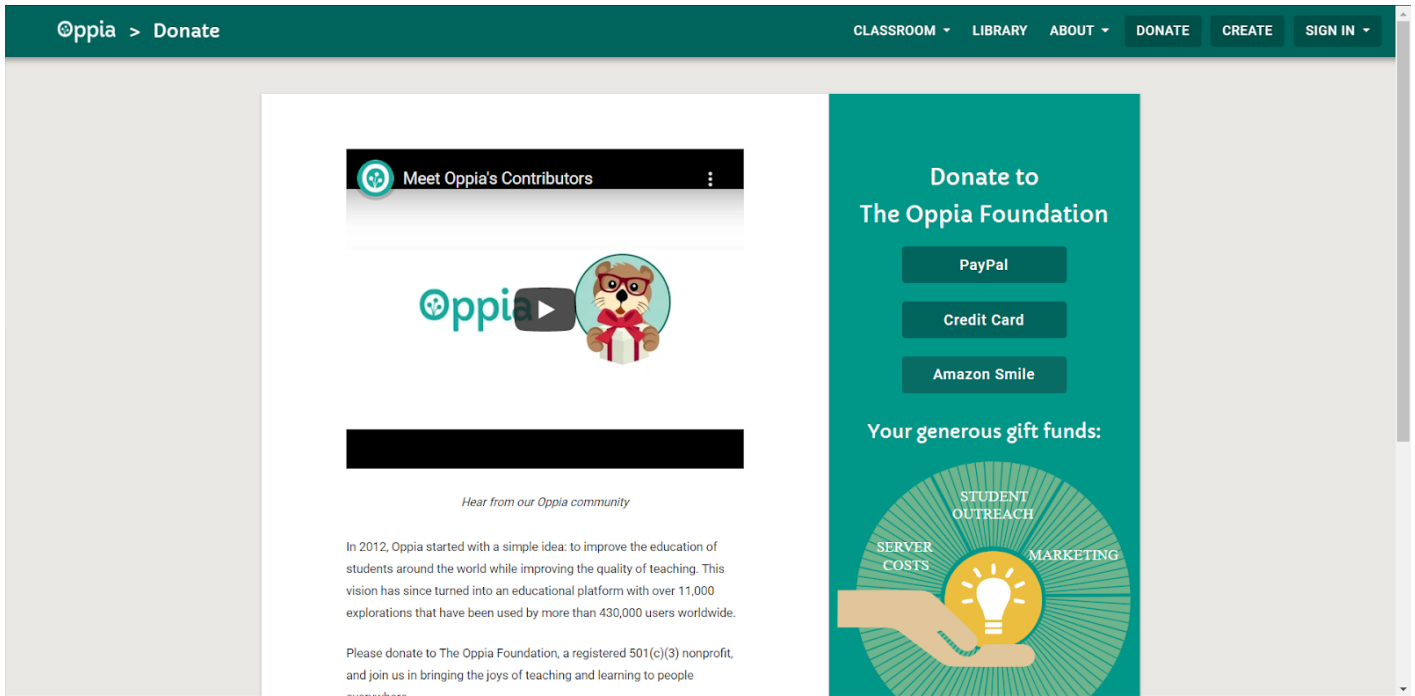 Oppia > Donate
CLASSROOM
LIBRARY
ABOUT
DONATE
CREATE
SIGN IN
Meet Oppia's Contributors
Oppia
Hear from our Oppia community
In 2012, Oppia started with a simple idea: to improve the education of
students around the world while improving the quality of teaching. This
vision has since turned into an educational platform with over 11,000
explorations that have been used by more than 430,000 users worldwide.
Please donate to The Oppia Foundation, a registered 501(c)(3) nonprofit,
and join us in bringing the joys of teaching and learning to people
Donate to
The Oppia Foundation
PayPal
Credit Card
Amazon Smile
Your generous gift funds:
STUDENT
OUTREACH
SERVER
COSTS
MARKETING